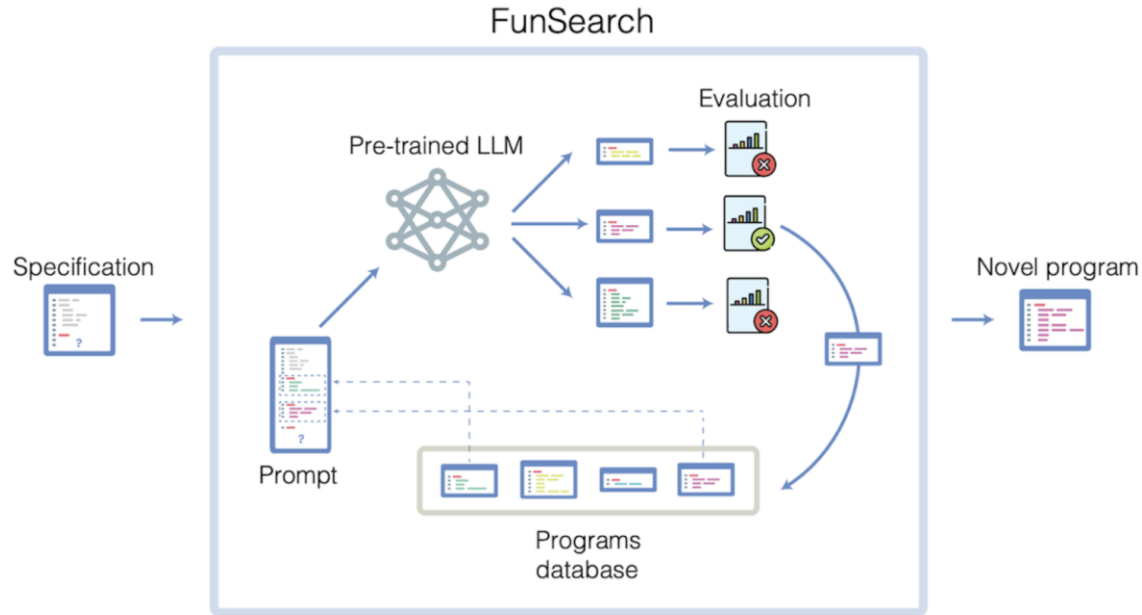 FunSearch
Evaluation
Pre-trained LLM
Specification
?
Novel program
?
Prompt
Programs
database